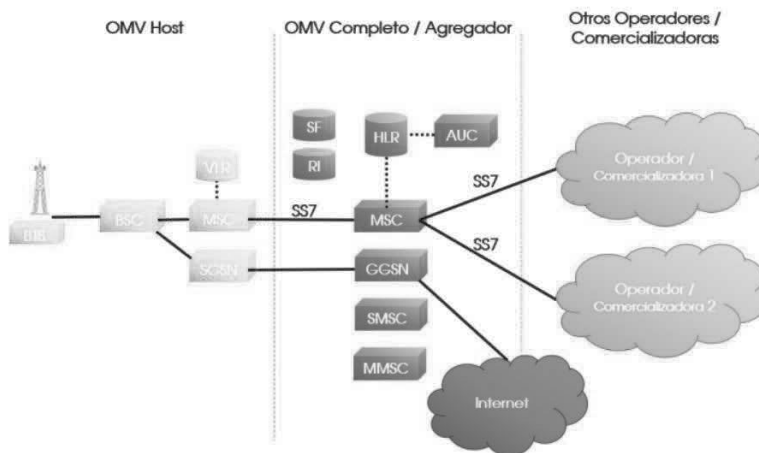 OMV Host
OMV Completo / Agregador
Otros Operadores /
Comercializadoras
SF
HLR
AUC
RI
VLR
BTS
BSC
MSC
SS7
MSC
SS7
SS7
Operador /
Comercializadora 1
SGSN
GGSN
Operador /
Comercializadora 2
SMSC
MMSC
Internet